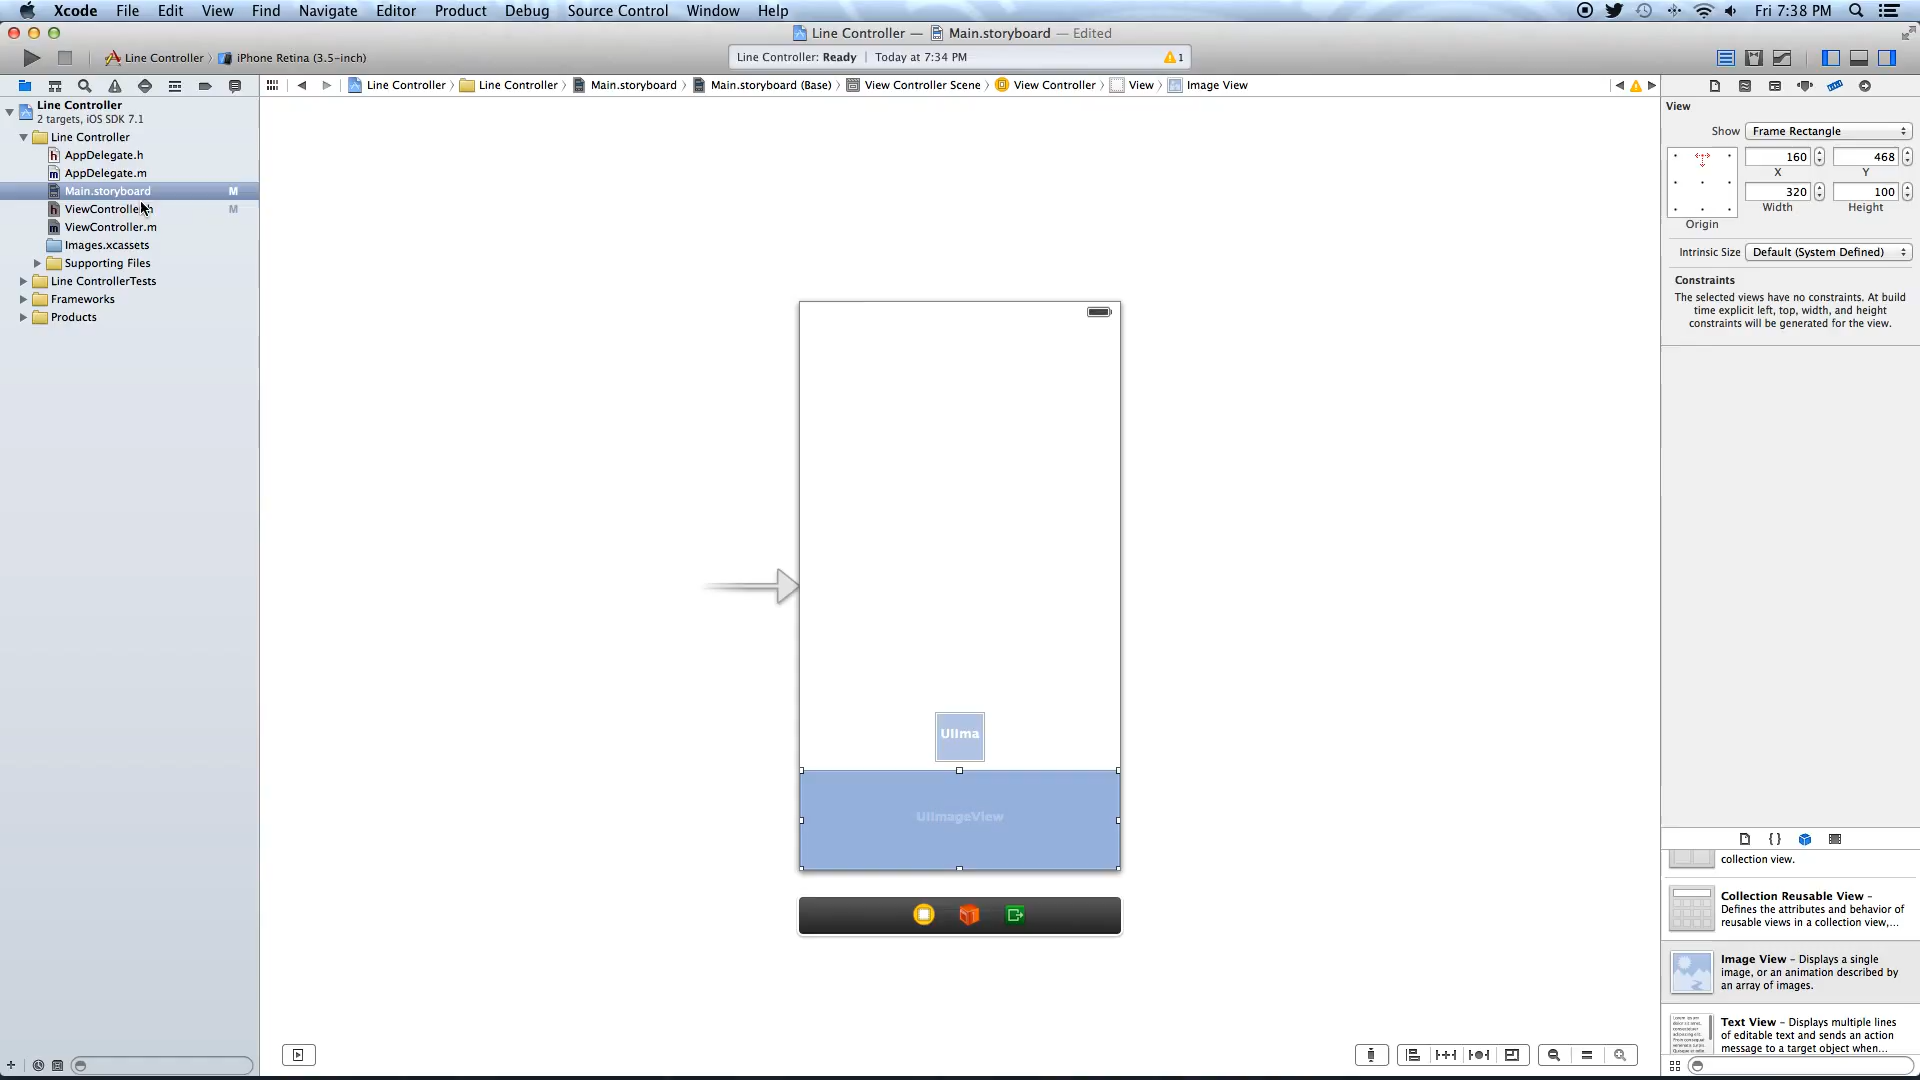 Xcode File Edit View Find Navigate Editor Product Debug Source Control Window Help Fri 7:38 PM
Line Controller — Main.storyboard — Edited
Line Controller iPhone Retina (3.5-inch)
Line Controller: Ready Today at 7:34 PM 1
Line Controller Line Controller Main.storyboard Main.storyboard (Base) View Controller Scene View Controller View Image View
Line Controller
2 targets, iOS SDK 7.1
Line Controller
AppDelegate.h
AppDelegate.m
Main.storyboard M
ViewController.h M
ViewController.m
Images.xcassets
Supporting Files
Line ControllerTests
Frameworks
Products
UIIma
UIImageView
View
Show Frame Rectangle
160 468
X Y
320 100
Width Height
Origin
Intrinsic Size Default (System Defined)
Constraints
The selected views have no constraints. At build
time explicit left, top, width, and height
constraints will be generated for the view.
collection view.
Collection Reusable View –
Defines the attributes and behavior of
reusable views in a collection view,...
Image View – Displays a single
image, or an animation described by
an array of images.
Text View – Displays multiple lines
of editable text and sends an action
message to a target object when...